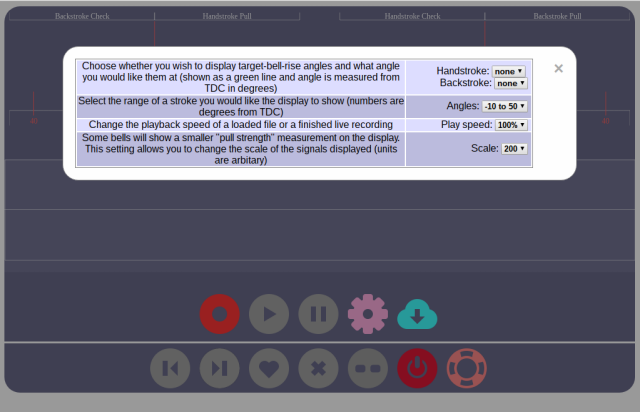 Backstroke Check
Handstroke Pull
Handstroke Check
Backstroke Pull
×
Choose whether you wish to display target-bell-rise angles and what angle
you would like them at (shown as a green line and angle is measured from
TDC in degrees)
Handstroke: none
Backstroke: none
Select the range of a stroke you would like the display to show (numbers are
degrees from TDC)
Angles: -10 to 50
Change the playback speed of a loaded file or a finished live recording
Play speed: 100%
Some bells will show a smaller "pull strength" measurement on the display.
This setting allows you to change the scale of the signals displayed (units
are arbitary)
Scale: 200